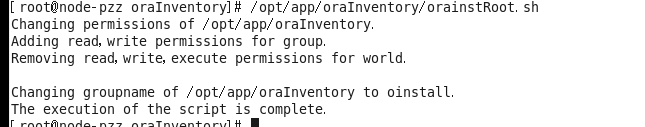 [root@node-pzz oraInventory]# /opt/app/oraInventory/orainstRoot.sh
Changing permissions of /opt/app/oraInventory.
Adding read,write permissions for group.
Removing read,write,execute permissions for world.
Changing groupname of /opt/app/oraInventory to oinstall.
The execution of the script is complete.
[root@node-pzz oraInventory]#